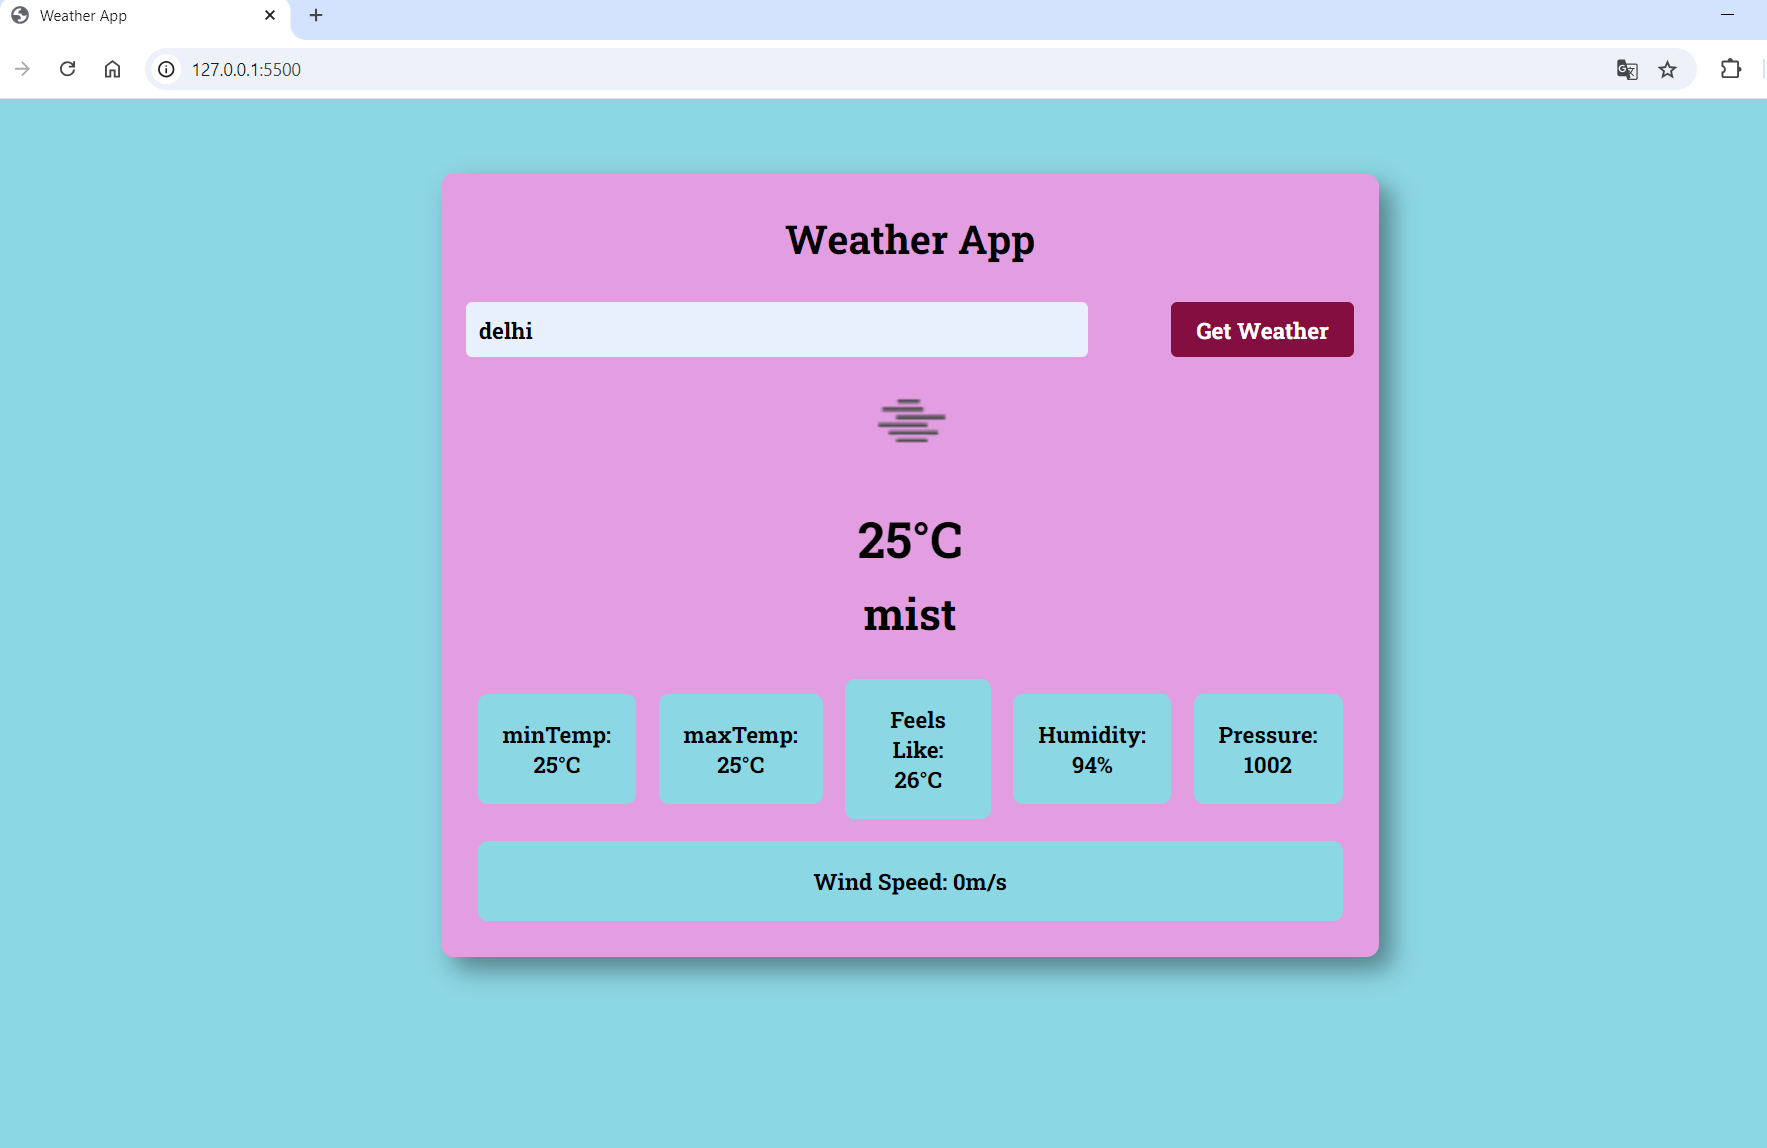 Weather App
127.0.0.1:5500
Weather App
delhi
Get Weather
25°C
mist
minTemp:
25°C
maxTemp:
25°C
Feels
Like:
26°C
Humidity:
94%
Pressure:
1002
Wind Speed: 0m/s